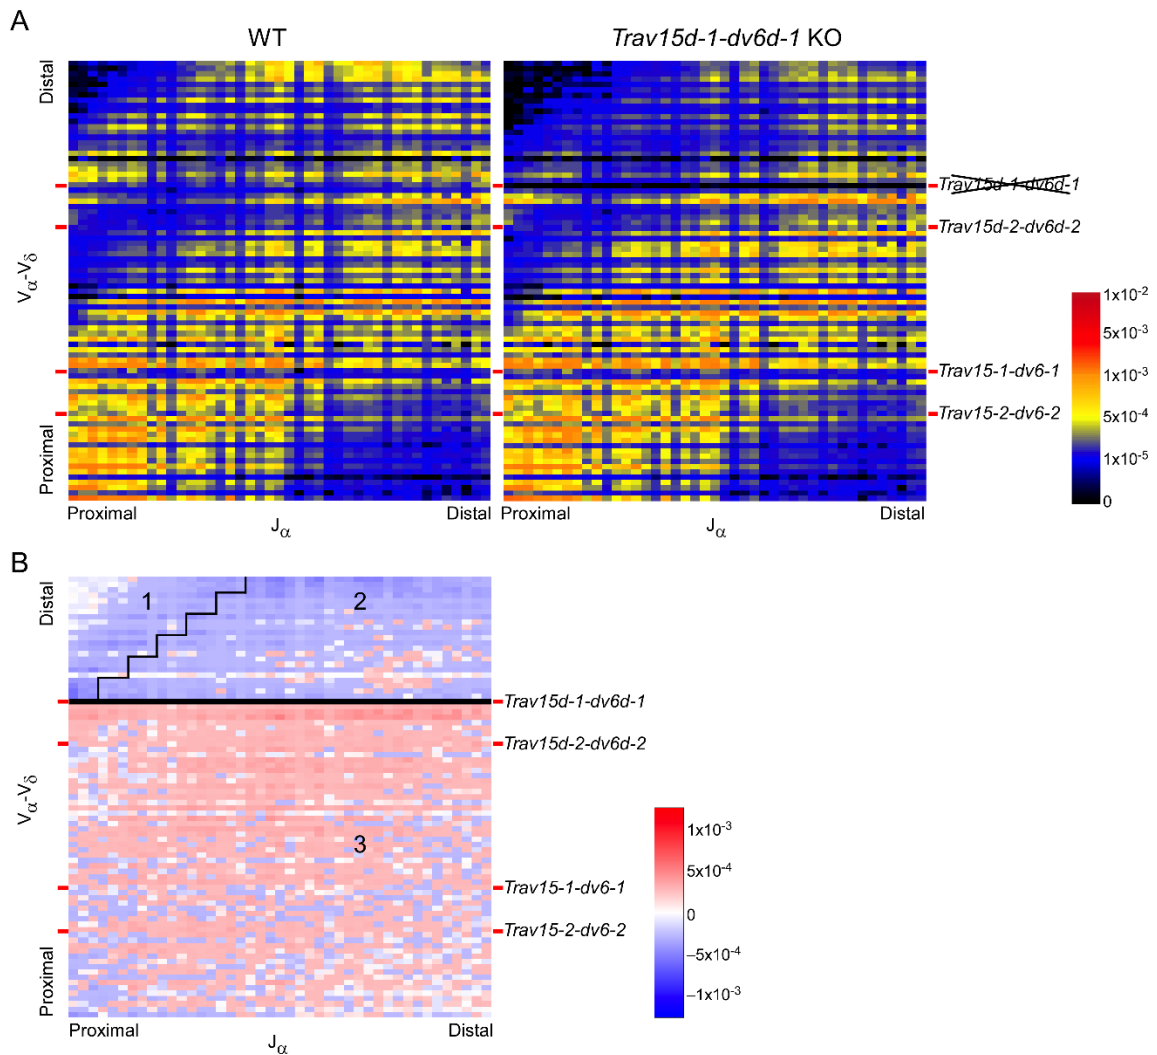 A
WT
Trav15d-1-dv6d-1 KO
Distal
Vα-Vδ
Proximal
Trav15d-1-dv6d-1
Trav15d-2-dv6d-2
Trav15-1-dv6-1
Trav15-2-dv6-2
1x10⁻²
5x10⁻³
1x10⁻³
5x10⁻⁴
1x10⁻⁵
0
Proximal
Jα
Distal
Proximal
Jα
Distal
B
Distal
Vα-Vδ
Proximal
1
2
3
Trav15d-1-dv6d-1
Trav15d-2-dv6d-2
Trav15-1-dv6-1
Trav15-2-dv6-2
1x10⁻³
5x10⁻⁴
0
−5x10⁻⁴
−1x10⁻³
Proximal
Jα
Distal